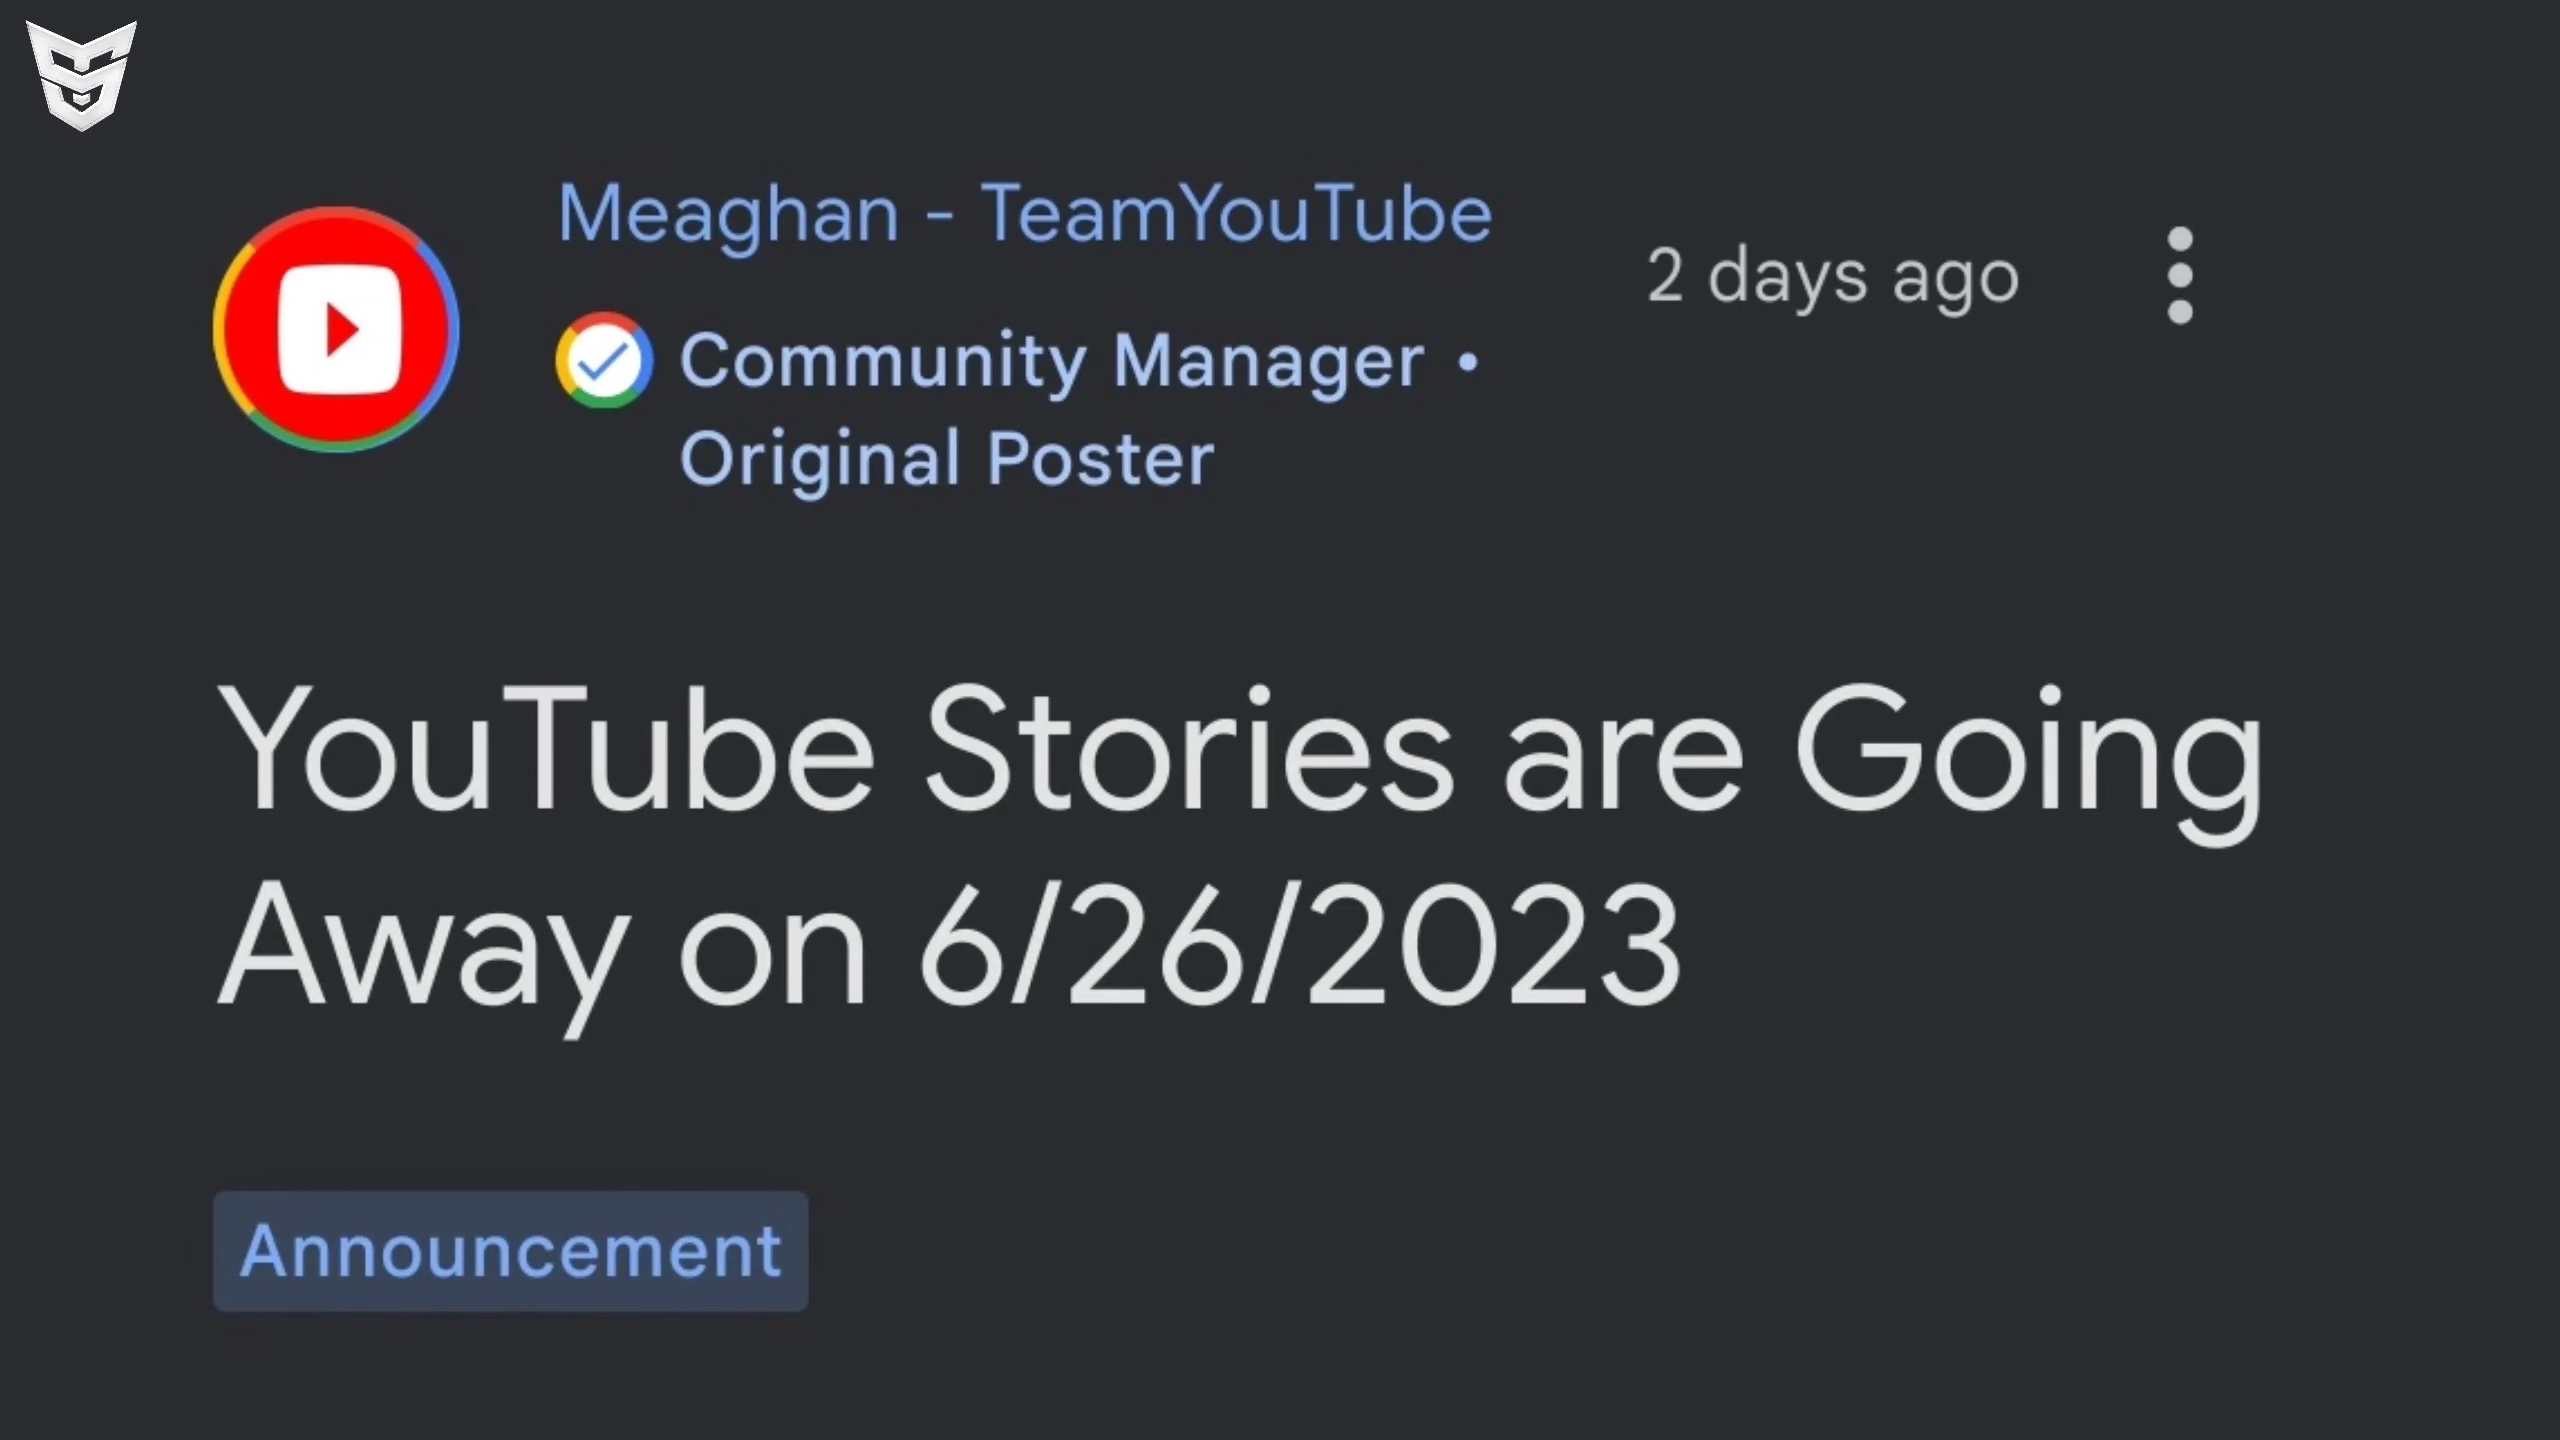 Meaghan - TeamYouTube
2 days ago
Community Manager •
Original Poster
YouTube Stories are Going
Away on 6/26/2023
Announcement